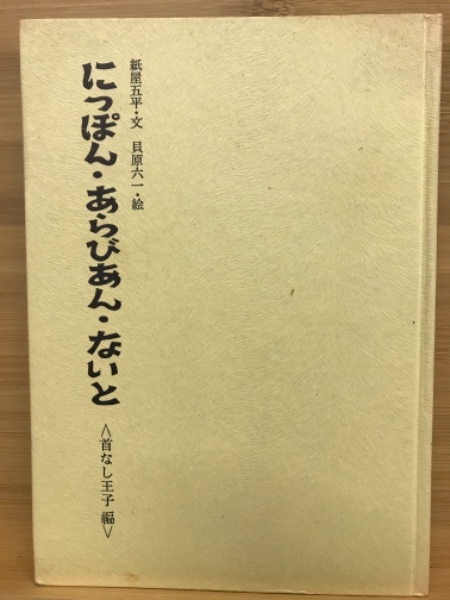 紙屋五平・文　貝原六一・絵
にっぽん・あらびあん・ないと
<首なし王子編>